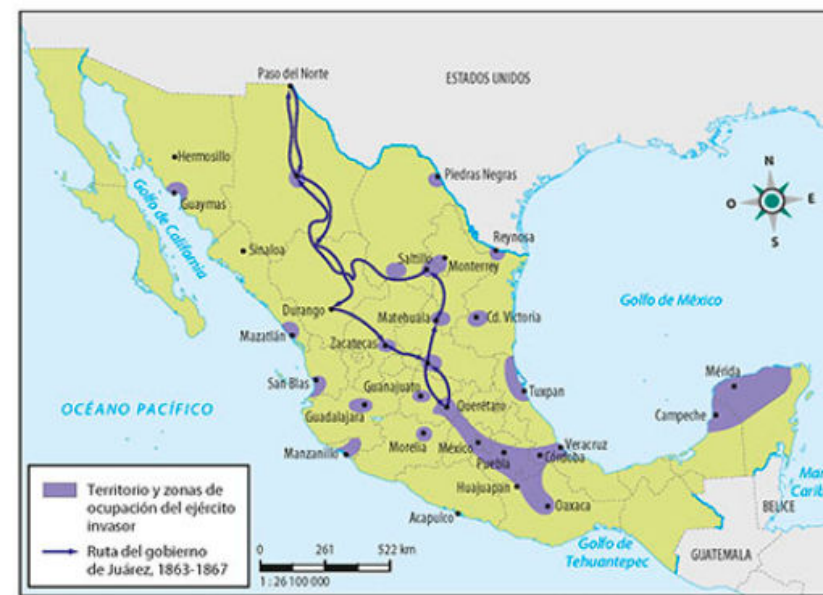 Paso del Norte
ESTADOS UNIDOS
Hermosillo
Piedras Negras
Guaymas
Golfo de California
N
O
E
S
Sinaloa
Reynosa
Saltillo
Monterrey
Golfo de México
Durango
Matebuala
Cd. Victoria
Mazatlán
Zacatecas
Mérida
San Blas
Guanajuato
Tuxpan
OCÉANO PACÍFICO
Guadalajara
Querétaro
Campeche
Manzanillo
Morelia
México
Veracruz
Puebla
Córdoba
Mar
Carib
Territorio y zonas de
ocupación del ejército
invasor
Huajuapan
BELICE
Acapulco
Oaxaca
Ruta del gobierno
de Juárez, 1863-1867
0 261 522 km
1 : 26 100 000
Golfo de
Tehuantepec
GUATEMALA